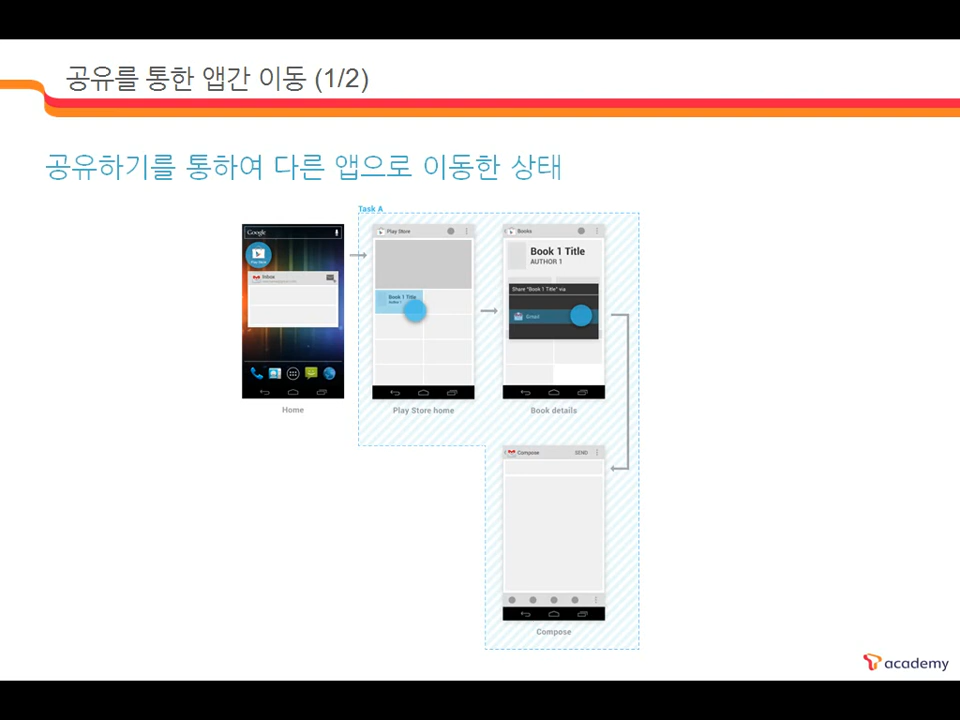 공유를 통한 앱간 이동 (1/2)
공유하기를 통하여 다른 앱으로 이동한 상태
Task A
Google
Play Store
Inbox
Home
Play Store
Book 1 Title
Author 1
Play Store home
Books
Book 1 Title
AUTHOR 1
Share "Book 1 Title" via
Email
Book details
Compose
SEND
Compose
academy